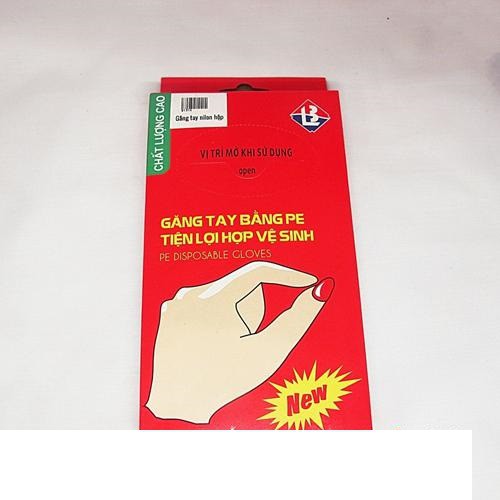 CHẤT LƯỢNG CAO
Găng tay nilon hộp
VỊ TRÍ MỞ KHI SỬ DỤNG
open
GĂNG TAY BẰNG PE
TIỆN LỢI HỢP VỆ SINH
PE DISPOSABLE GLOVES
New